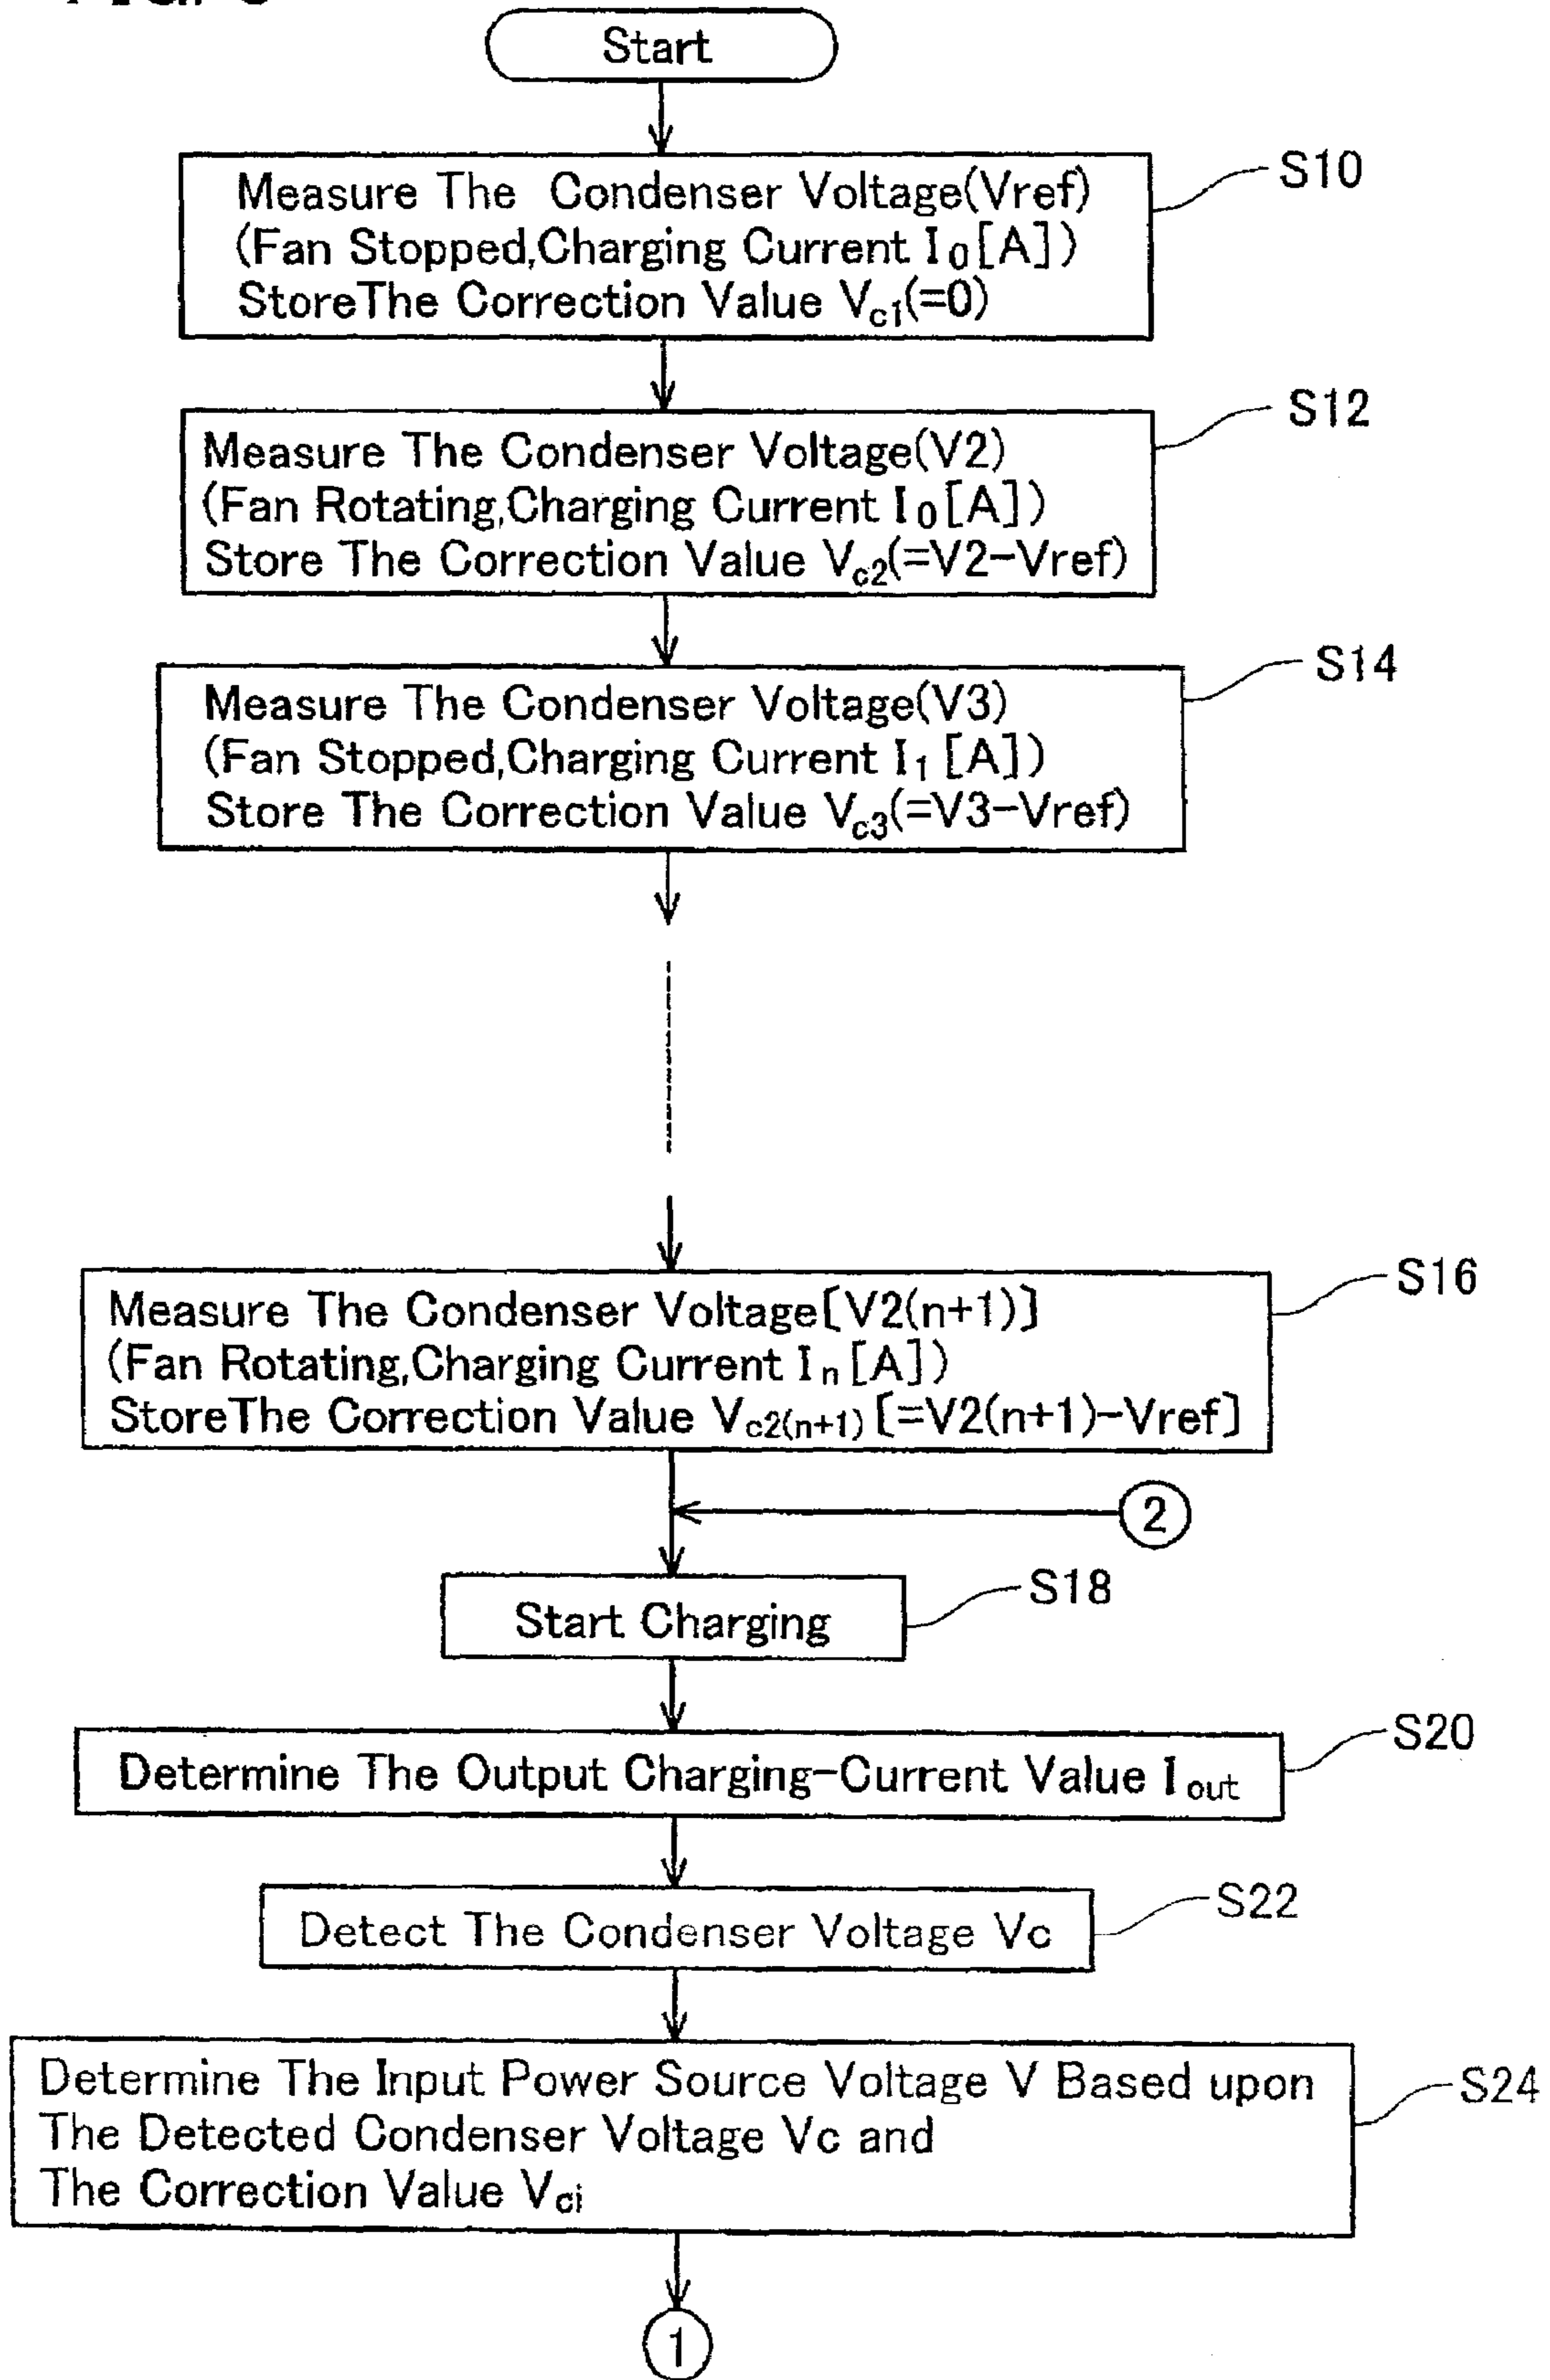 Start
Measure The Condenser Voltage(Vref)
(Fan Stopped,Charging Current I0[A])
StoreThe Correction Value Vc1(=0)
S10
Measure The Condenser Voltage(V2)
(Fan Rotating,Charging Current I0[A])
Store The Correction Value Vc2(=V2-Vref)
S12
Measure The Condenser Voltage(V3)
(Fan Stopped,Charging Current I1 [A])
Store The Correction Value Vc3(=V3-Vref)
S14
Measure The Condenser Voltage[V2(n+1)]
(Fan Rotating,Charging Current In[A])
StoreThe Correction Value Vc2(n+1)[=V2(n+1)-Vref]
S16
2
Start Charging
S18
Determine The Output Charging-Current Value Iout
S20
Detect The Condenser Voltage Vc
S22
Determine The Input Power Source Voltage V Based upon
The Detected Condenser Voltage Vc and
The Correction Value Vci
S24
1